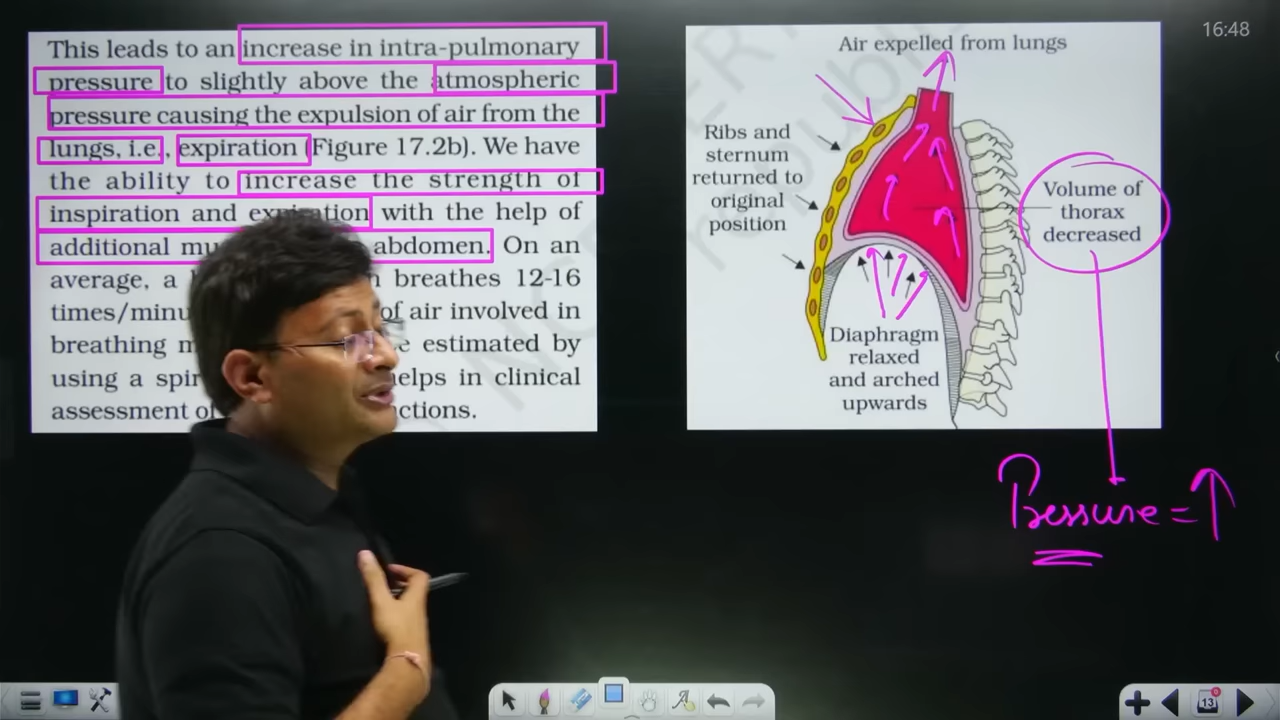 This leads to an increase in intra-pulmonary
pressure to slightly above the atmospheric
pressure causing the expulsion of air from the
lungs, i.e., expiration (Figure 17.2b). We have
the ability to increase the strength of
inspiration and expiration with the help of
additional abdomen. On an
average, a breathes 12-16
of air involved in
breathing estimated by
using a helps in clinical
assessment
16:48
Air expelled from lungs
Ribs and
sternum
returned to
original
position
Volume of
thorax
decreased
Diaphragm
relaxed
and arched
upwards
Pressure = ↑
13